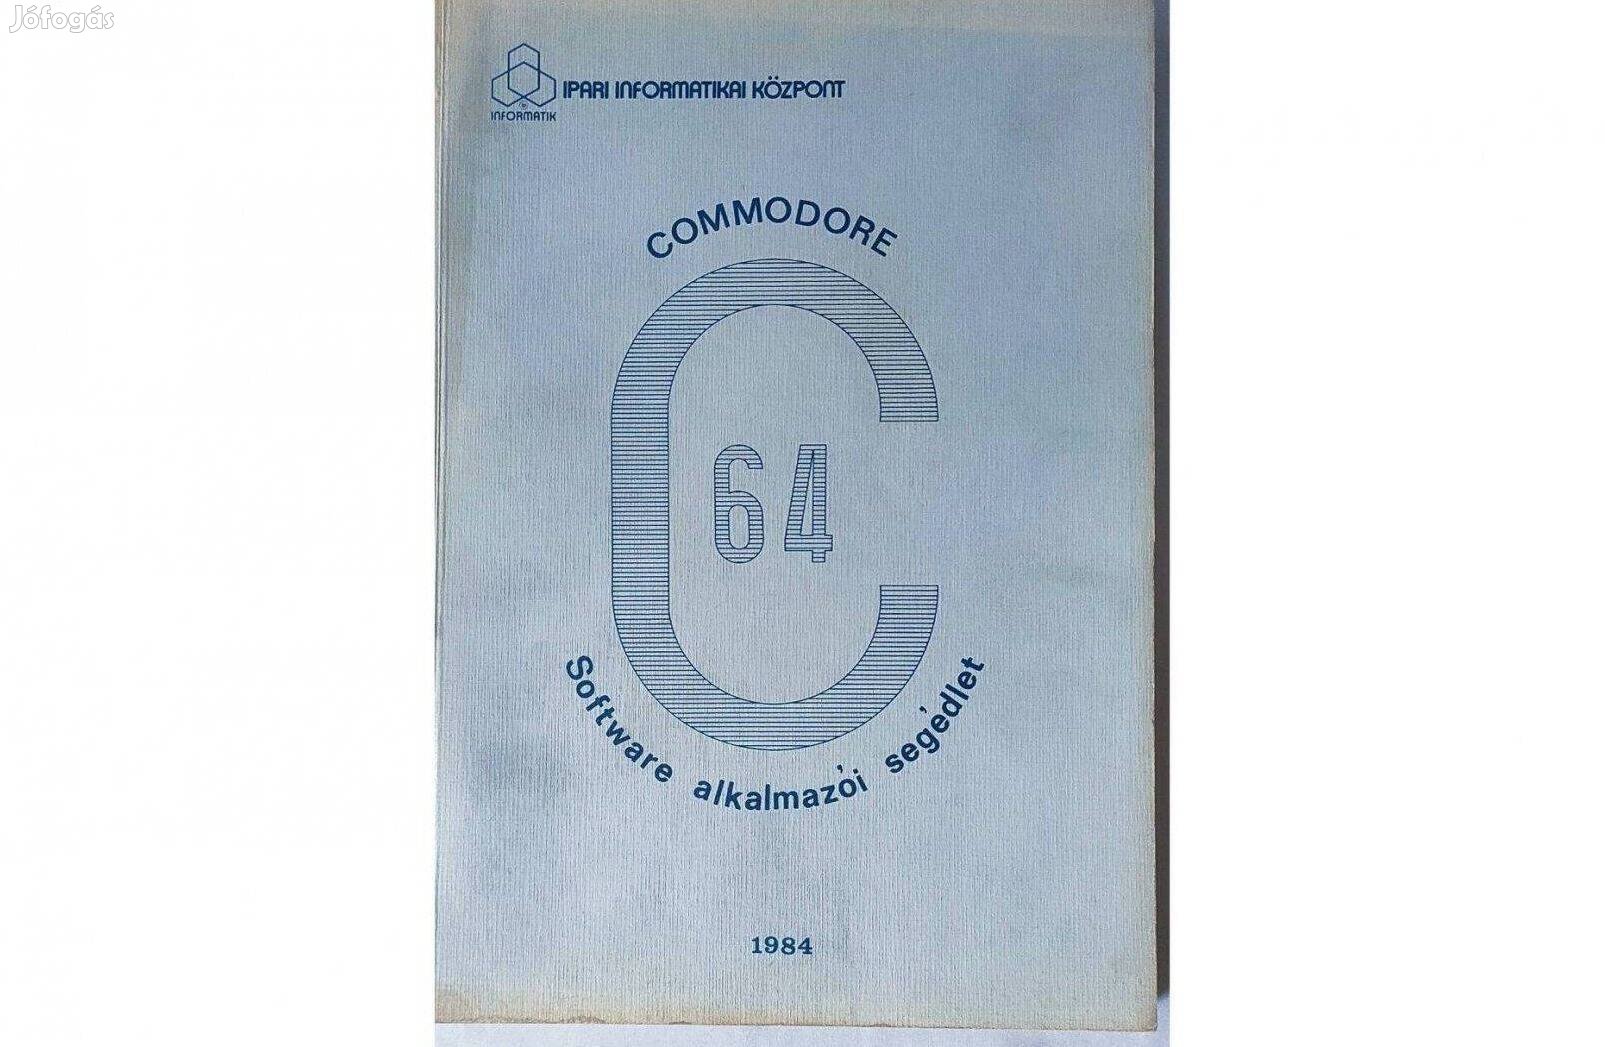 Jófogás
IPARI INFORMATIKAI KÖZPONT
INFORMATIK
COMMODORE
C
64
Software alkalmazói segédlet
1984